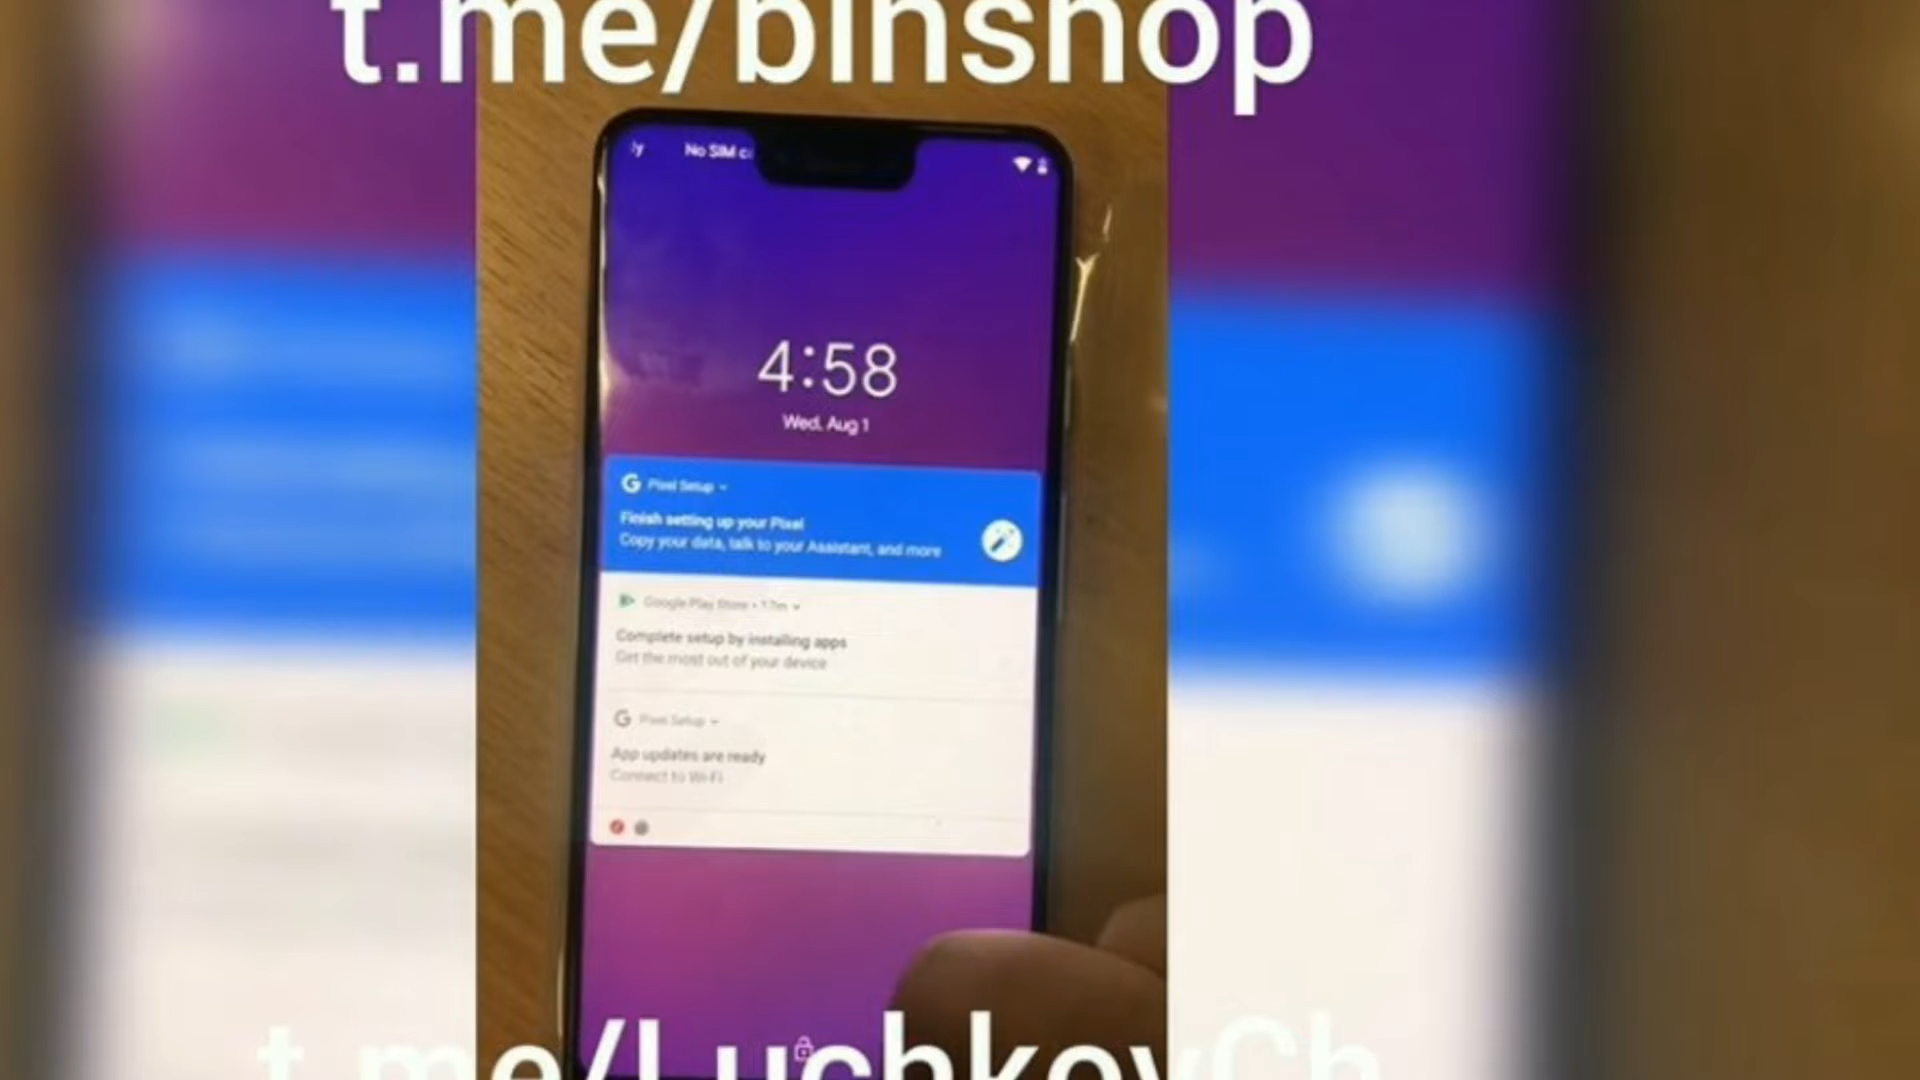 t.me/binshop
ly No SIM c
4:58
Wed, Aug 1
Pixel Setup
Finish setting up your Pixel
Copy your data, talk to your Assistant, and more
Google Play Store • 17m
Complete setup by installing apps
Get the most out of your device
Pixel Setup
App updates are ready
Connect to Wi-Fi
t.me/LuchkovCh